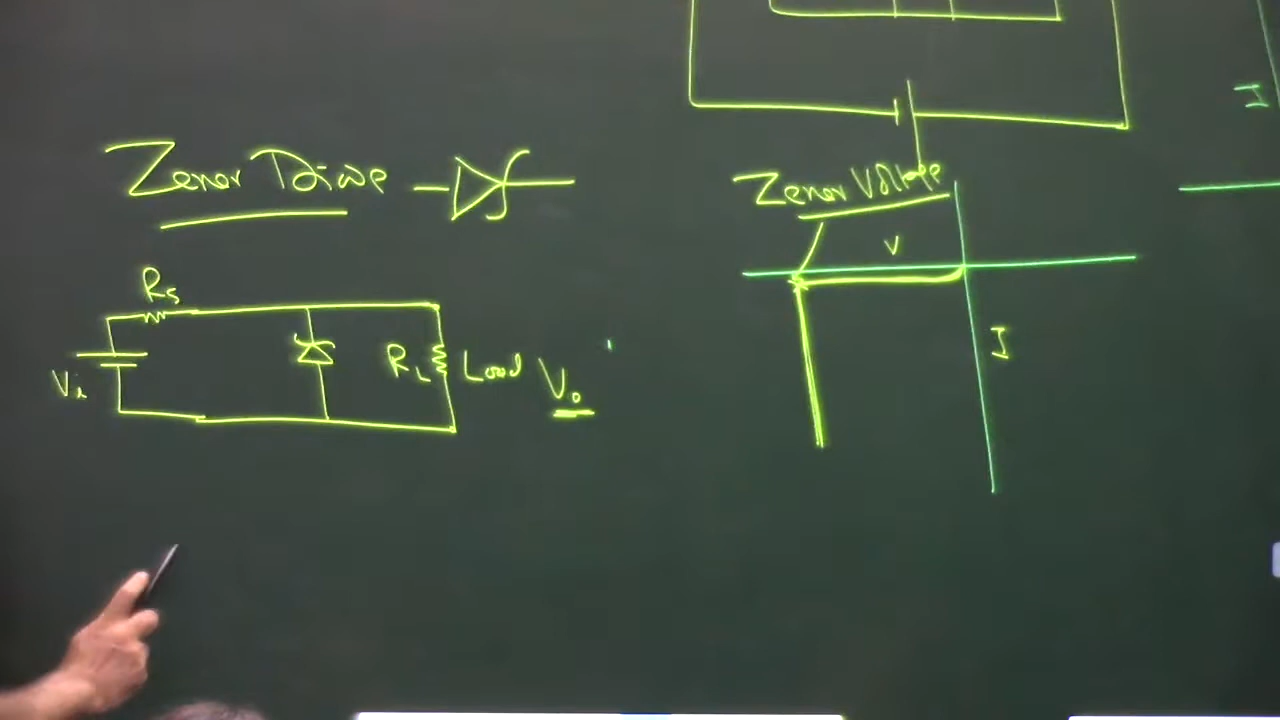 I
Zener Diode
Zener Voltage
V
I
Rs
Vi
RL Load Vo